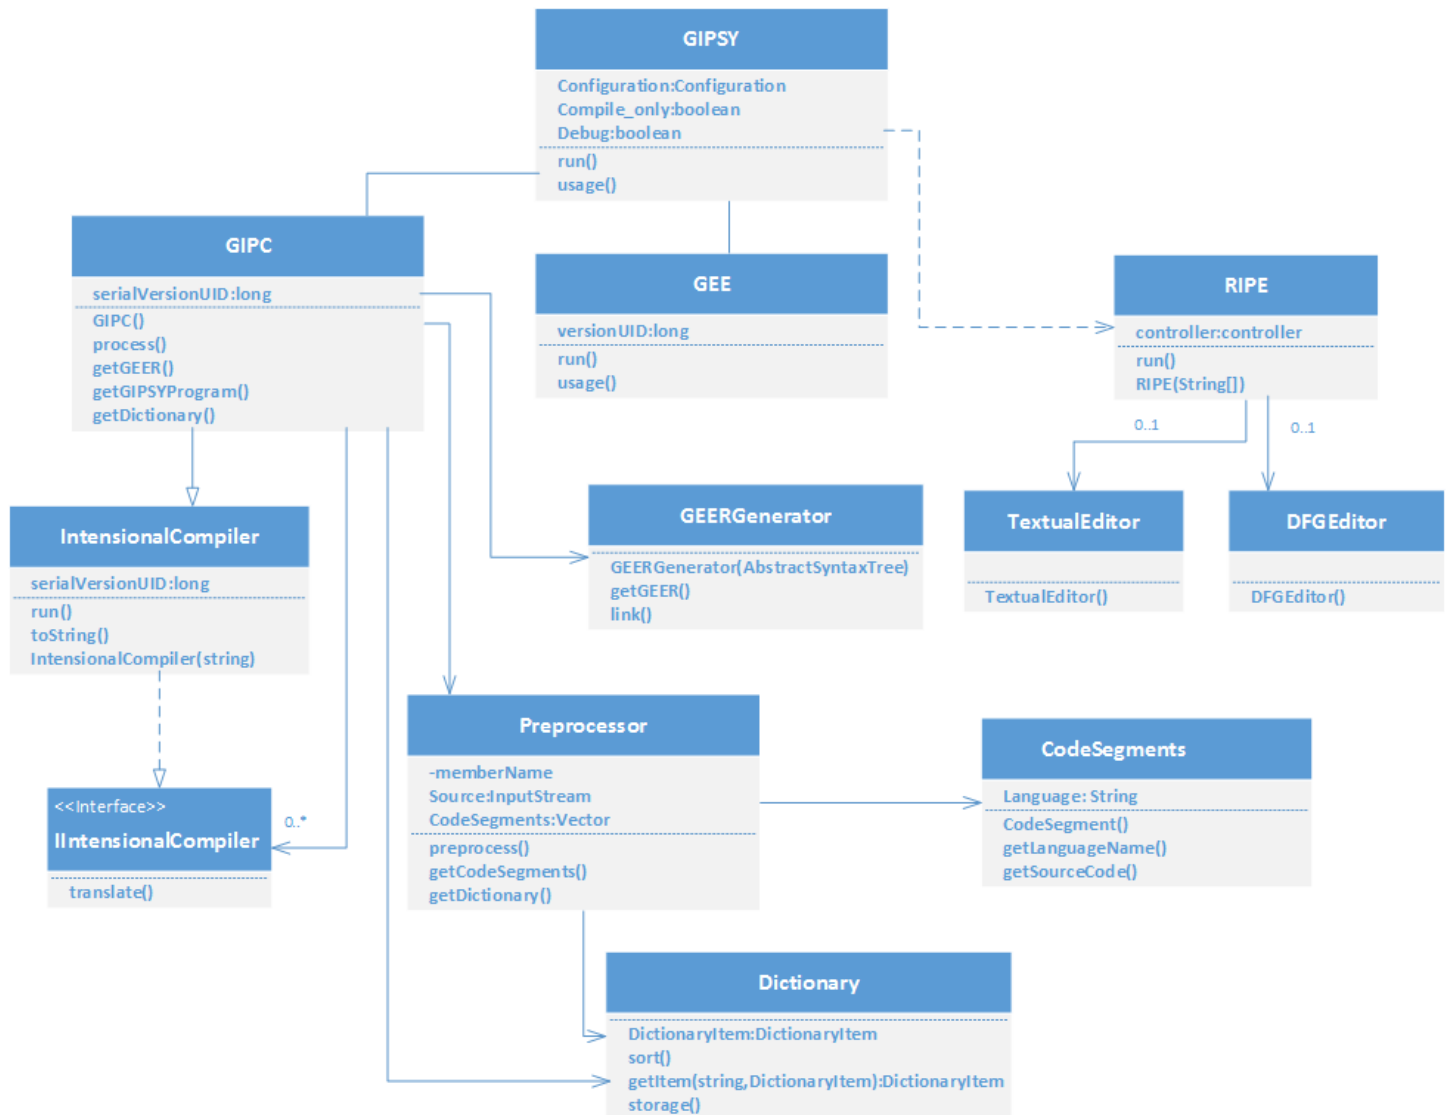 GIPSY
Configuration:Configuration
Compile_only:boolean
Debug:boolean
run()
usage()
GIPC
serialVersionUID:long
GIPC()
process()
getGEER()
getGIPSYProgram()
getDictionary()
GEE
versionUID:long
run()
usage()
RIPE
controller:controller
run()
RIPE(String[])
0..1
0..1
IntensionalCompiler
serialVersionUID:long
run()
toString()
IntensionalCompiler(string)
GEERGenerator
GEERGenerator(AbstractSyntaxTree)
getGEER()
link()
TextualEditor
TextualEditor()
DFGEditor
DFGEditor()
<<Interface>>
IIntensionalCompiler
translate()
0..*
Preprocessor
-memberName
Source:InputStream
CodeSegments:Vector
preprocess()
getCodeSegments()
getDictionary()
CodeSegments
Language: String
CodeSegment()
getLanguageName()
getSourceCode()
Dictionary
DictionaryItem:DictionaryItem
sort()
getItem(string,DictionaryItem):DictionaryItem
storage()